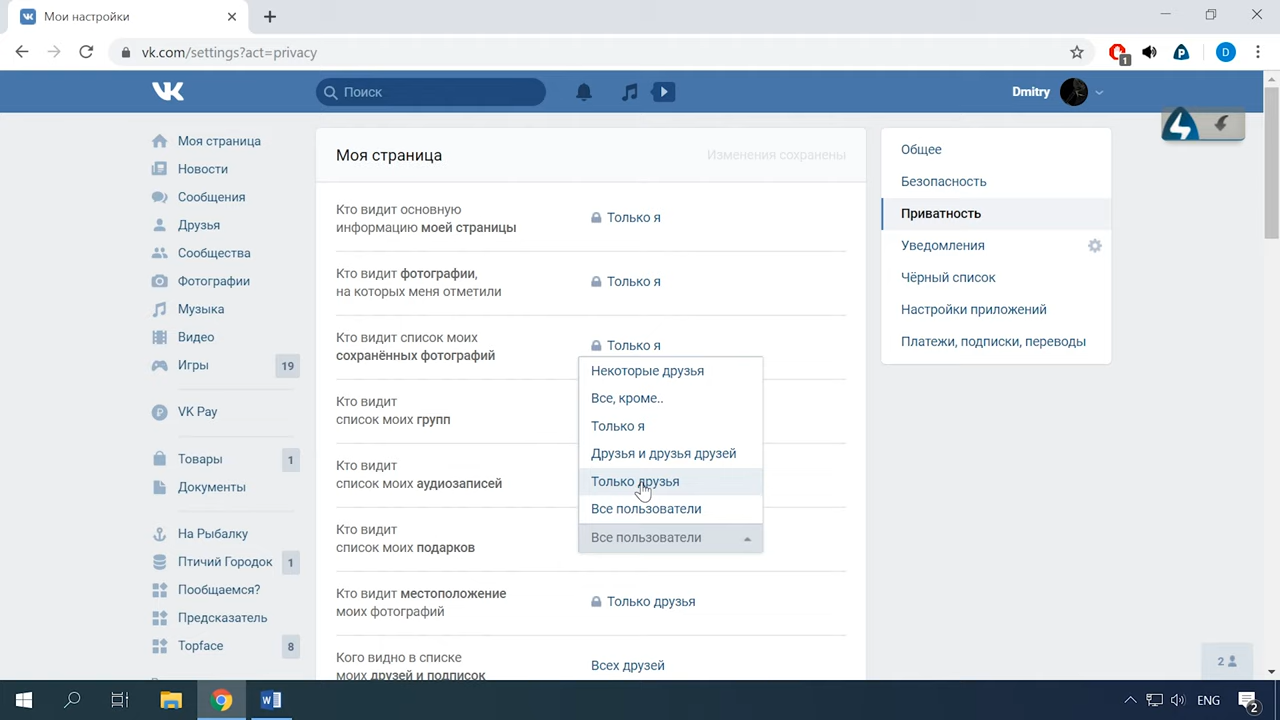 Мои настройки
vk.com/settings?act=privacy
1
D
Поиск
Dmitry
Моя страница
Новости
Сообщения
Друзья
Сообщества
Фотографии
Музыка
Видео
Игры
19
VK Pay
Товары
1
Документы
На Рыбалку
Птичий Городок
1
Пообщаемся?
Предсказатель
Topface
8
Моя страница
Изменения сохранены
Кто видит основную
информацию моей страницы
Только я
Кто видит фотографии,
на которых меня отметили
Только я
Кто видит список моих
сохранённых фотографий
Только я
Кто видит
список моих групп
Кто видит
список моих аудиозаписей
Кто видит
список моих подарков
Некоторые друзья
Все, кроме..
Только я
Друзья и друзья друзей
Только друзья
Все пользователи
Все пользователи
Кто видит местоположение
моих фотографий
Только друзья
Кого видно в списке
моих друзей и подписок
Всех друзей
Общее
Безопасность
Приватность
Уведомления
Чёрный список
Настройки приложений
Платежи, подписки, переводы
2
ENG
2